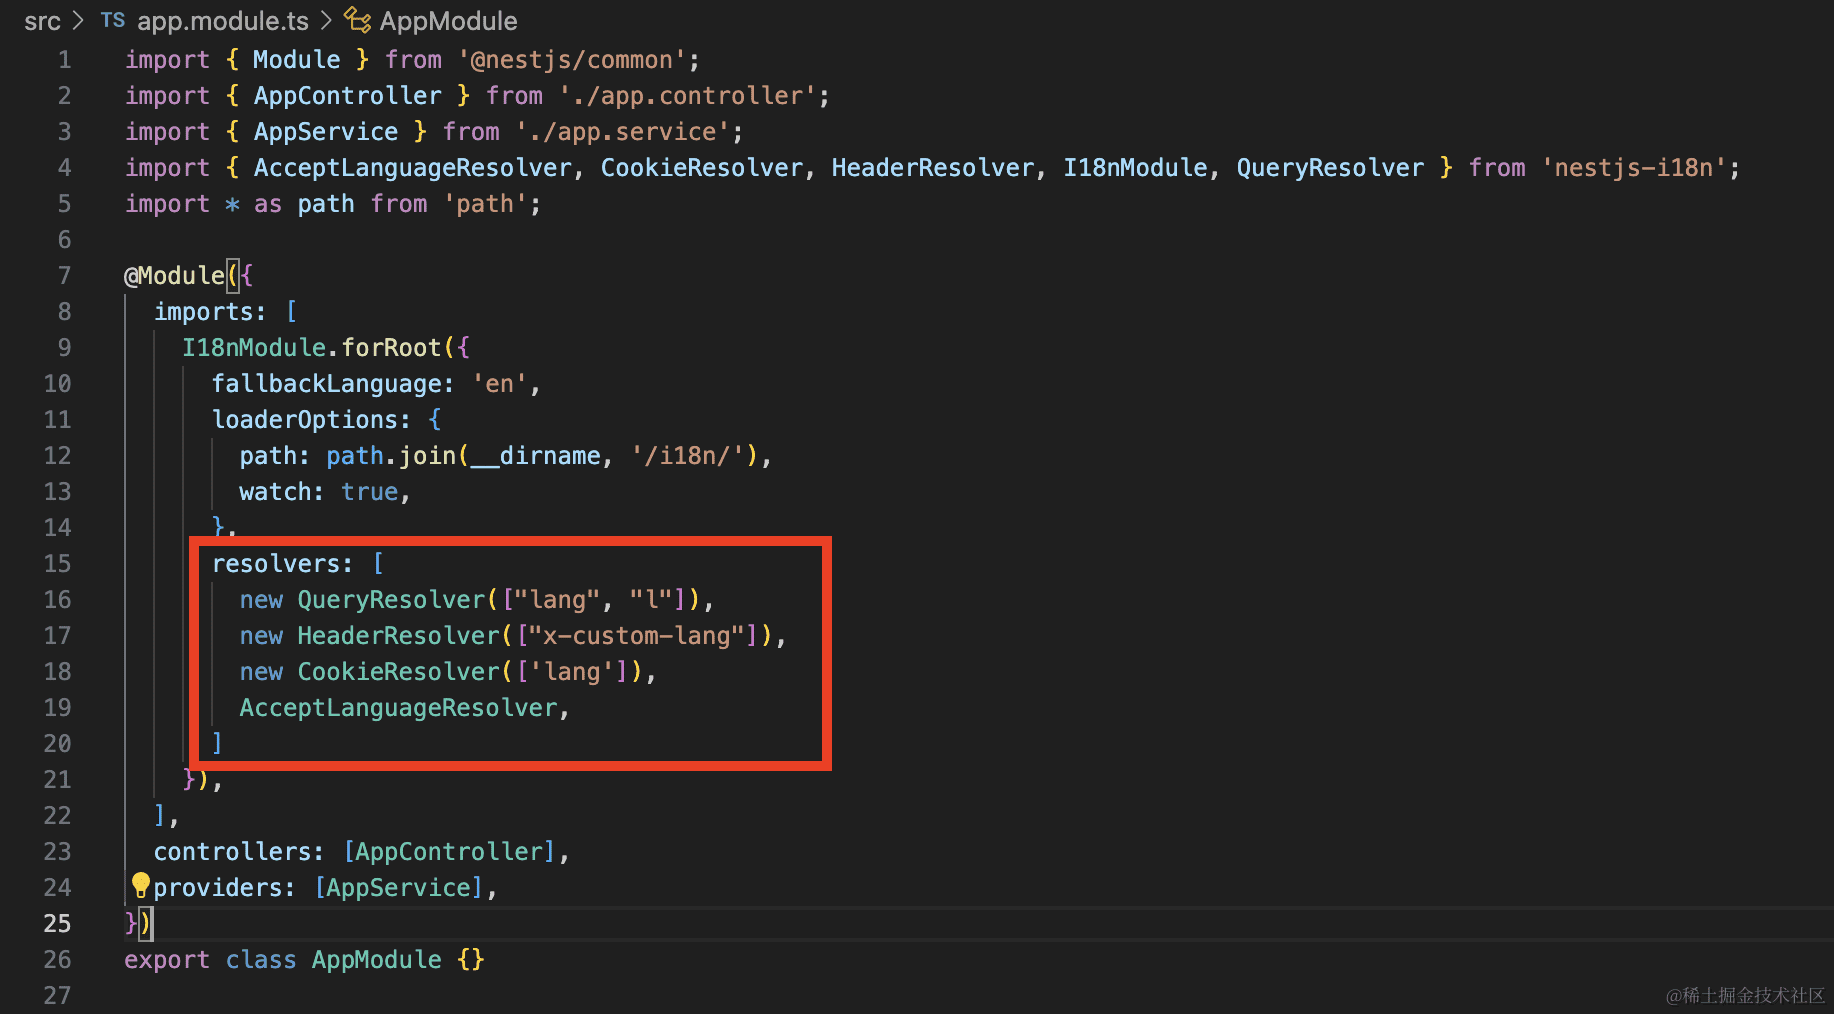 src > TS app.module.ts > AppModule
1 import { Module } from '@nestjs/common';
2 import { AppController } from './app.controller';
3 import { AppService } from './app.service';
4 import { AcceptLanguageResolver, CookieResolver, HeaderResolver, I18nModule, QueryResolver } from 'nestjs-i18n';
5 import * as path from 'path';
6
7 @Module({
8   imports: [
9     I18nModule.forRoot({
10       fallbackLanguage: 'en',
11       loaderOptions: {
12         path: path.join(__dirname, '/i18n/'),
13         watch: true,
14       },
15       resolvers: [
16         new QueryResolver(["lang", "l"]),
17         new HeaderResolver(["x-custom-lang"]),
18         new CookieResolver(['lang']),
19         AcceptLanguageResolver,
20       ]
21     }),
22   ],
23   controllers: [AppController],
24   providers: [AppService],
25 })
26 export class AppModule {}
27
@稀土掘金技术社区